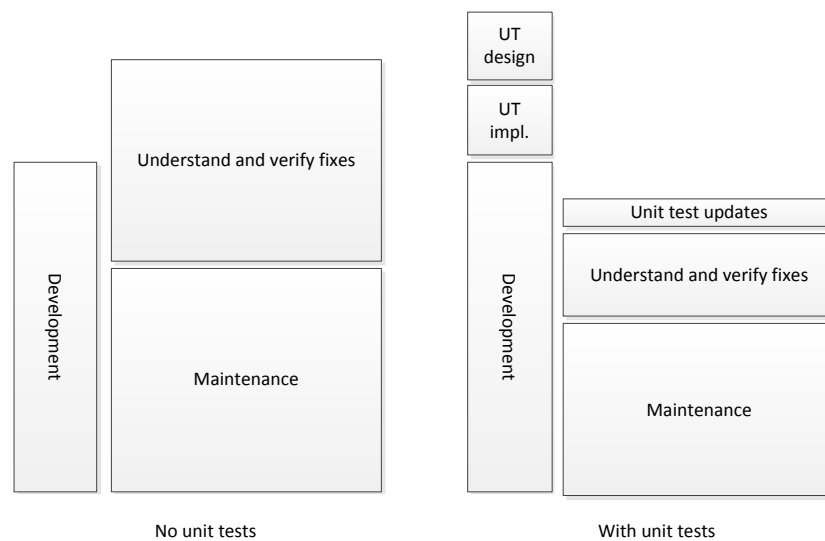 Development
Understand and verify fixes
Maintenance
No unit tests
UT
design
UT
impl.
Development
Unit test updates
Understand and verify fixes
Maintenance
With unit tests